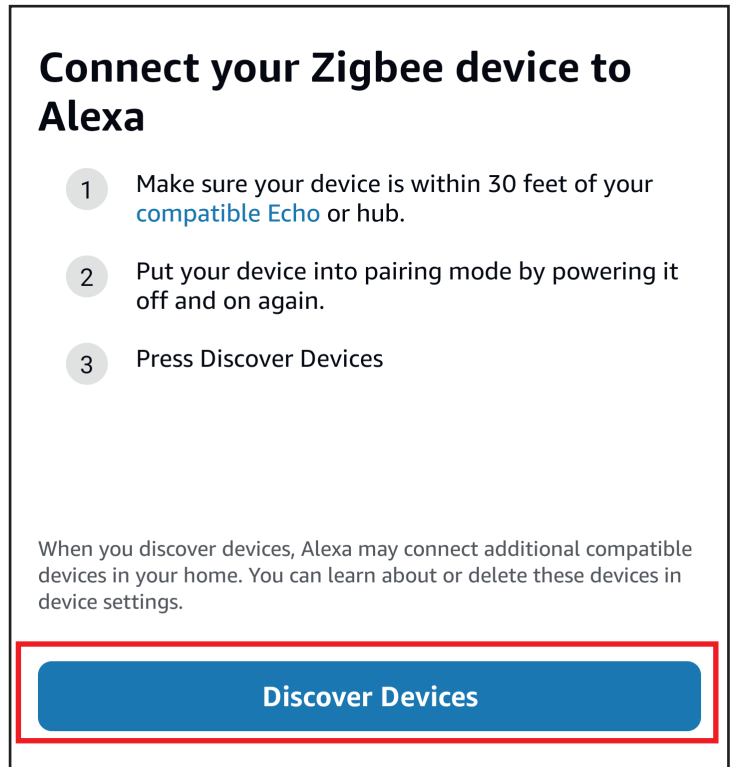 Connect your Zigbee device to
Alexa
1 Make sure your device is within 30 feet of your
compatible Echo or hub.
2 Put your device into pairing mode by powering it
off and on again.
3 Press Discover Devices
When you discover devices, Alexa may connect additional compatible
devices in your home. You can learn about or delete these devices in
device settings.
Discover Devices